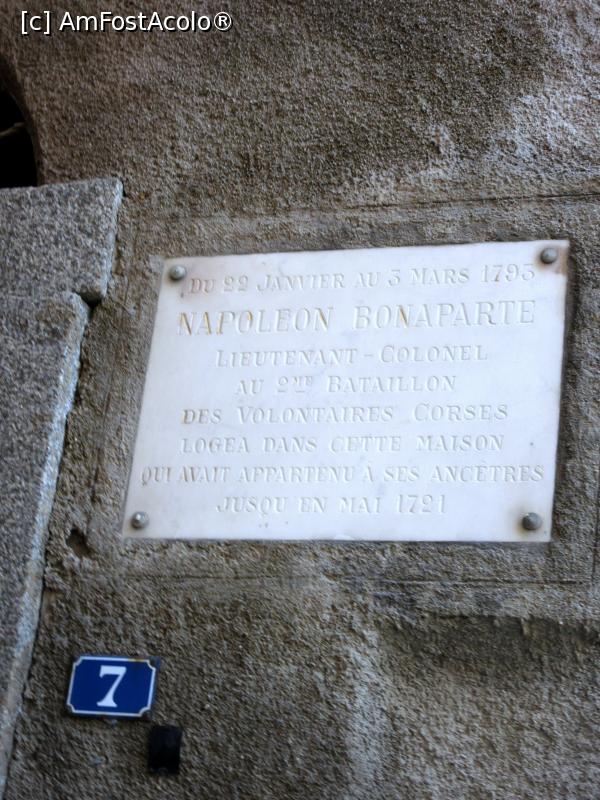 [c] AmFostAcolo®
DU 22 JANVIER AU 3 MARS 1793
NAPOLEON BONAPARTE
LIEUTENANT-COLONEL
AU 2ME BATAILLON
DES VOLONTAIRES CORSES
LOGEA DANS CETTE MAISON
QUI AVAIT APPARTENU À SES ANCÊTRES
JUSQU'EN MAI 1721
7